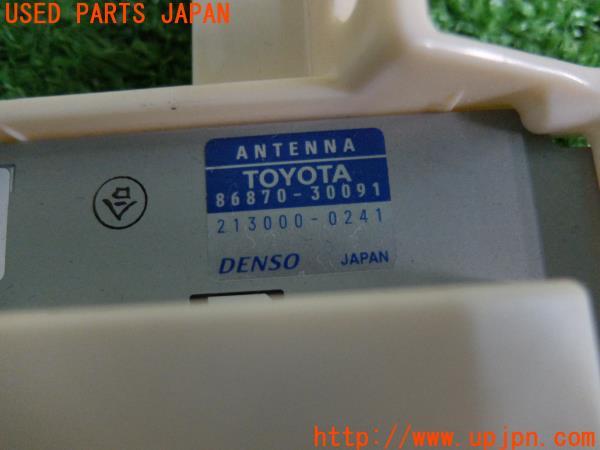 USED PARTS JAPAN
ANTENNA
TOYOTA
86870-30091
213000-0241
DENSO JAPAN
http://www.upjpn.com